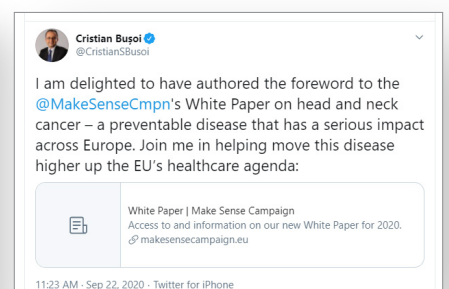 Cristian Bușoi
@CristianSBusoi
I am delighted to have authored the foreword to the
@MakeSenseCmpn's White Paper on head and neck
cancer – a preventable disease that has a serious impact
across Europe. Join me in helping move this disease
higher up the EU's healthcare agenda:
White Paper | Make Sense Campaign
Access to and information on our new White Paper for 2020.
makesensecampaign.eu
11:23 AM · Sep 22, 2020 · Twitter for iPhone